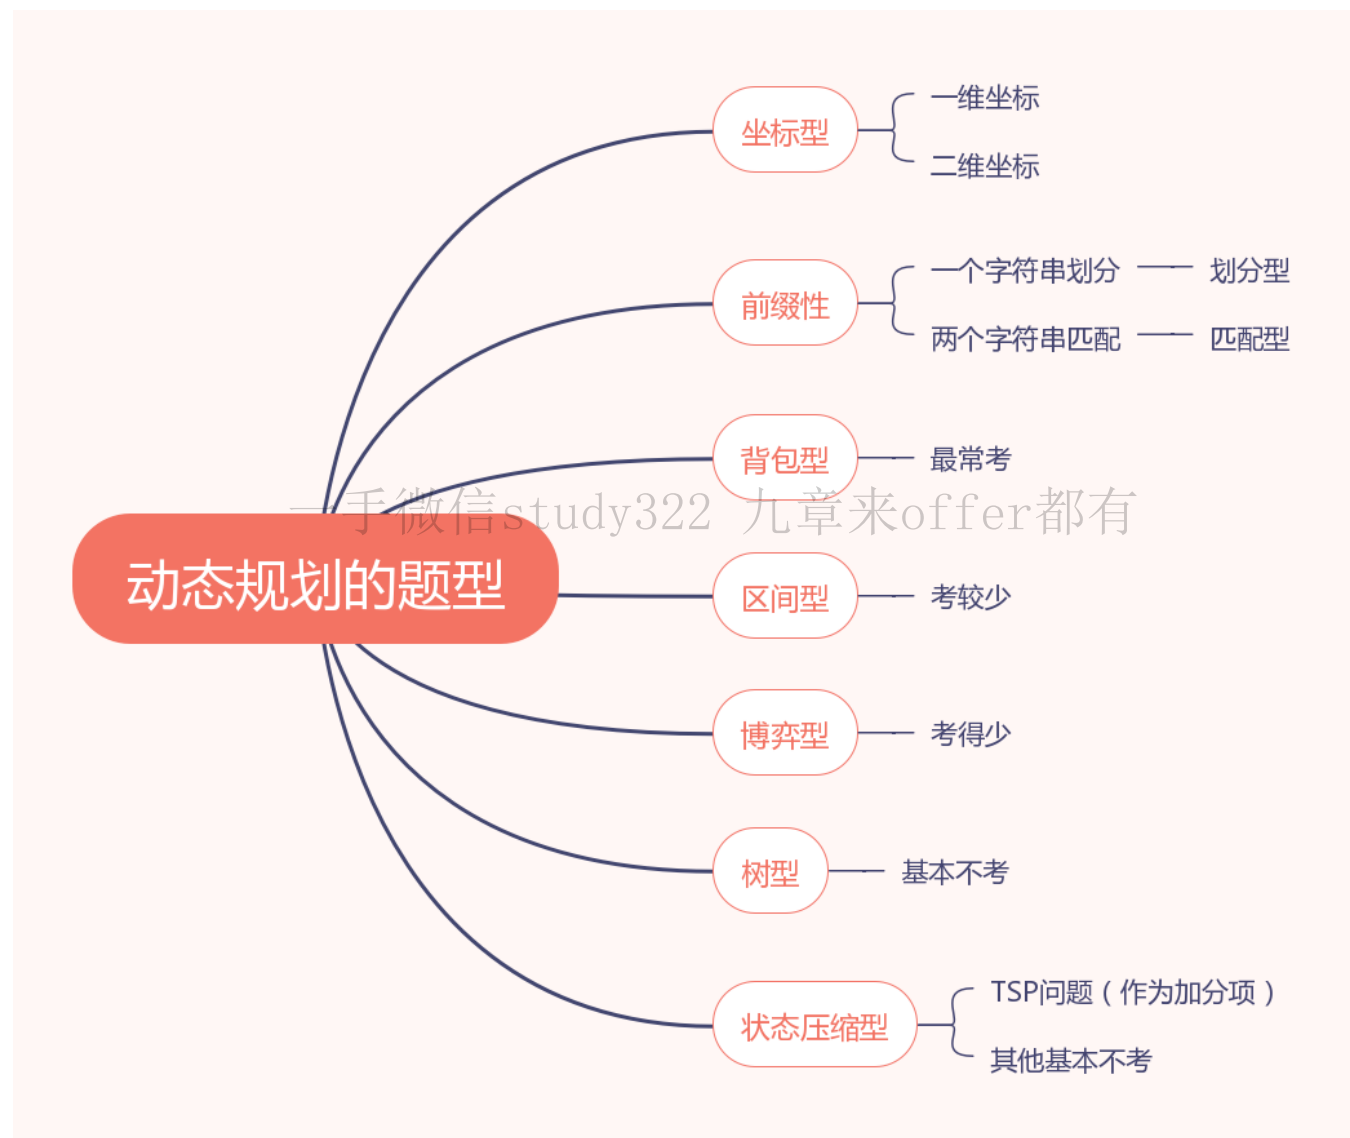 坐标型
一维坐标
二维坐标
前缀性
一个字符串划分
划分型
两个字符串匹配
匹配型
背包型
最常考
一手微信study322 九章来offer都有
动态规划的题型
区间型
考较少
博弈型
考得少
树型
基本不考
状态压缩型
TSP问题（作为加分项）
其他基本不考